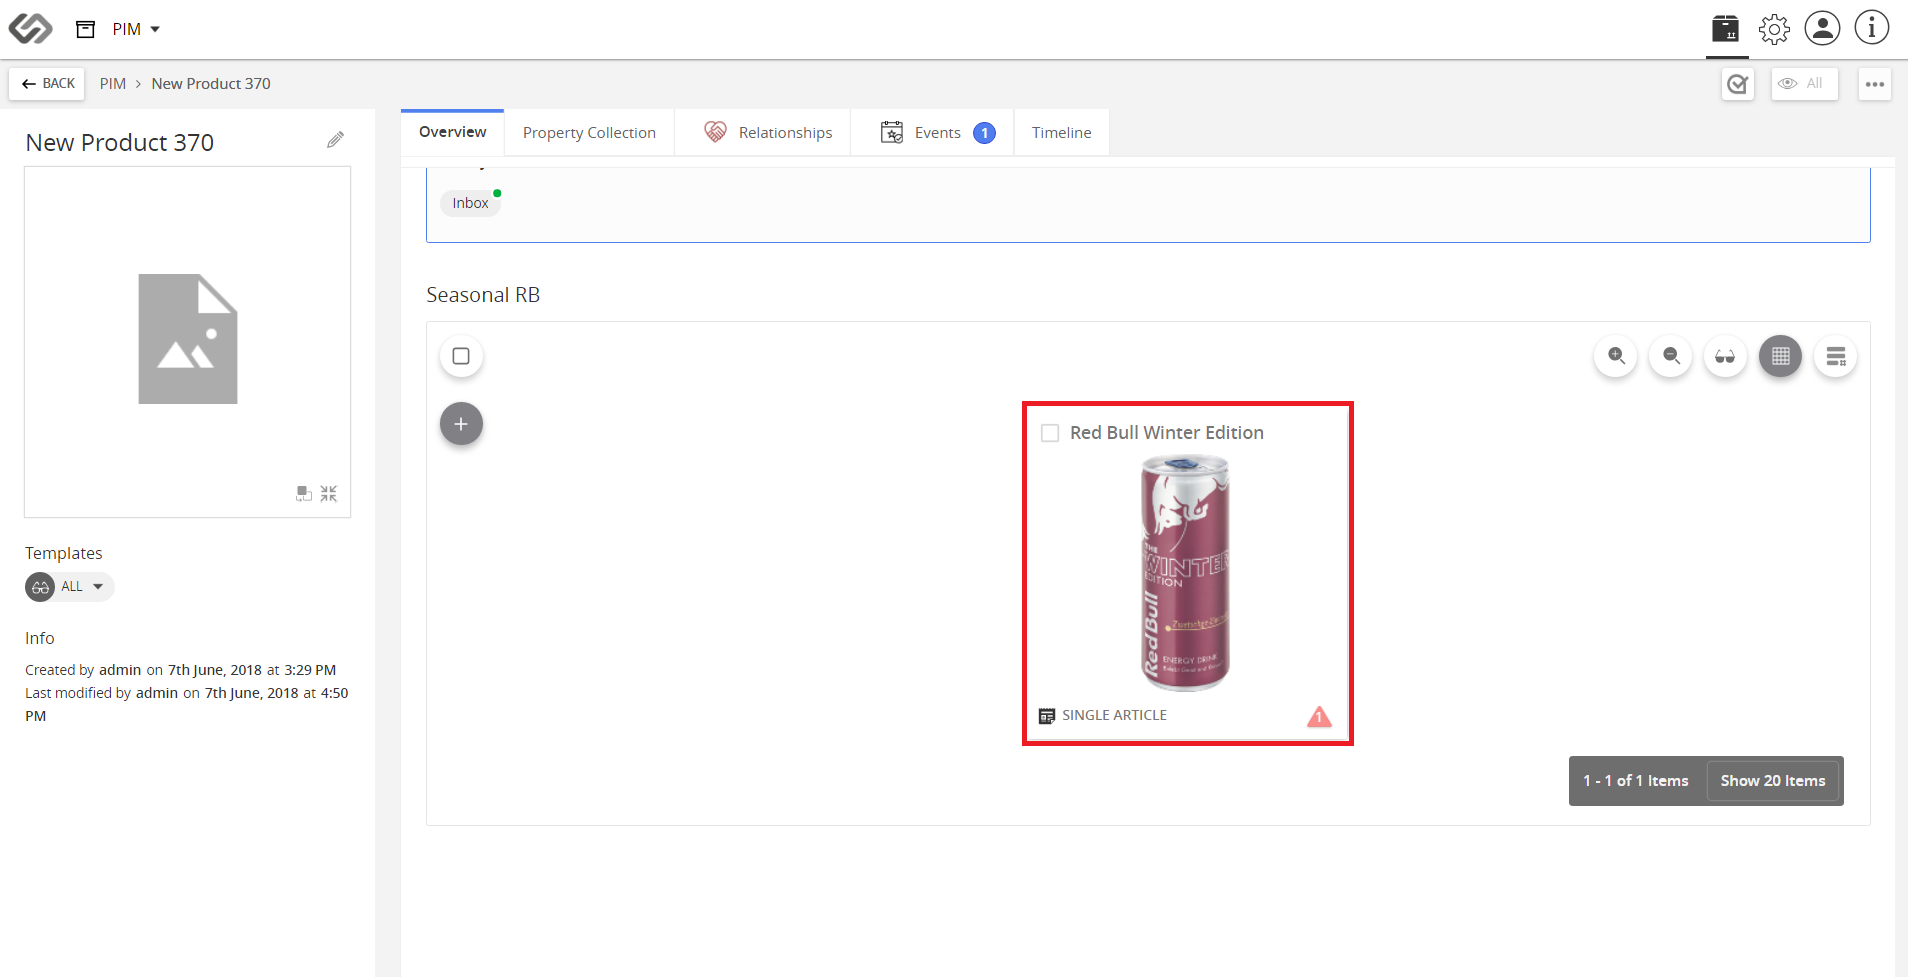 PIM
BACK
PIM > New Product 370
All
New Product 370
Overview
Property Collection
Relationships
Events 1
Timeline
Inbox
Seasonal RB
Red Bull Winter Edition
THE
WINTER
EDITION
Red Bull
ENERGY DRINK
SINGLE ARTICLE
1
1 - 1 of 1 Items
Show 20 Items
Templates
ALL
Info
Created by admin on 7th June, 2018 at 3:29 PM
Last modified by admin on 7th June, 2018 at 4:50
PM